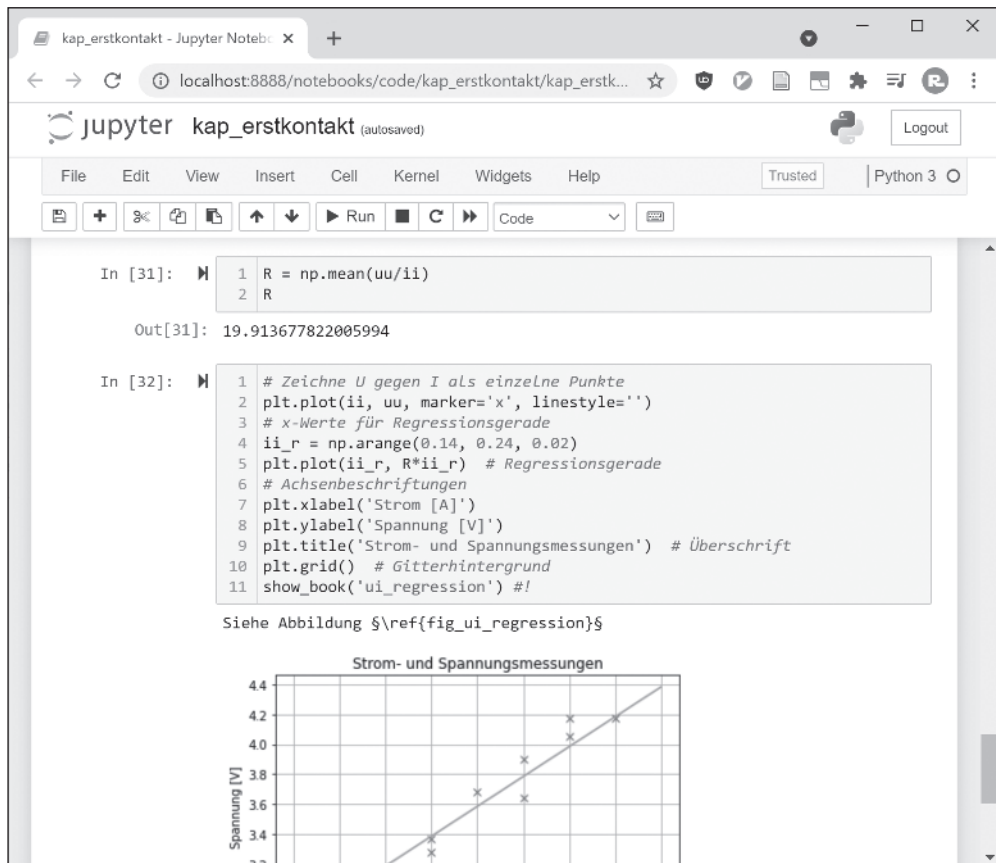 kap_erstkontakt - Jupyter Noteb
localhost:8888/notebooks/code/kap_erstkontakt/kap_erstk...
R
jupyter kap_erstkontakt (autosaved)
Logout
File Edit View Insert Cell Kernel Widgets Help Trusted Python 3
Run Code
In [31]: 1 R = np.mean(uu/ii)
2 R
Out[31]: 19.913677822005994
In [32]: 1 # Zeichne U gegen I als einzelne Punkte
2 plt.plot(ii, uu, marker='x', linestyle='')
3 # x-Werte für Regressionsgerade
4 ii_r = np.arange(0.14, 0.24, 0.02)
5 plt.plot(ii_r, R*ii_r)  # Regressionsgerade
6 # Achsenbeschriftungen
7 plt.xlabel('Strom [A]')
8 plt.ylabel('Spannung [V]')
9 plt.title('Strom- und Spannungsmessungen')  # Überschrift
10 plt.grid()  # Gitterhintergrund
11 show_book('ui_regression') #!
Siehe Abbildung §\ref{fig_ui_regression}§
Strom- und Spannungsmessungen
4.4
4.2
4.0
3.8
3.6
3.4
Spannung [V]